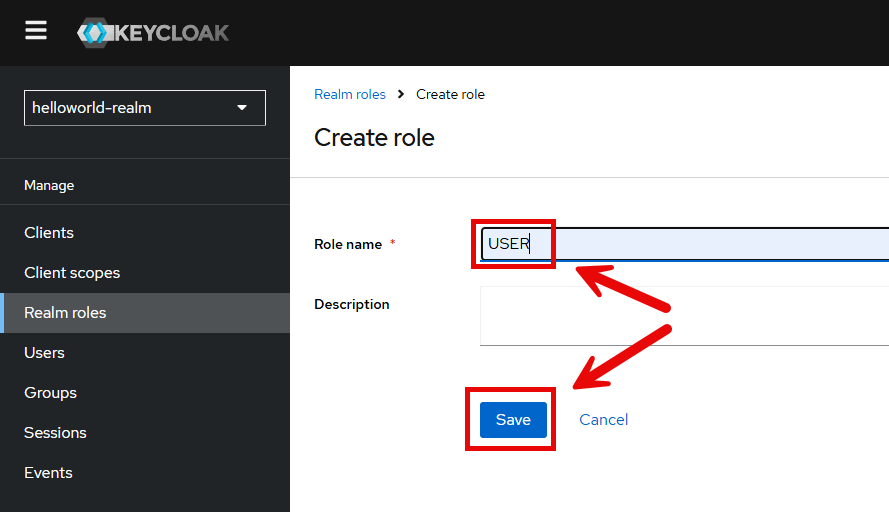 KEYCLOAK
helloworld-realm
Manage
Clients
Client scopes
Realm roles
Users
Groups
Sessions
Events
Realm roles > Create role
Create role
Role name *
USER
Description
Save Cancel